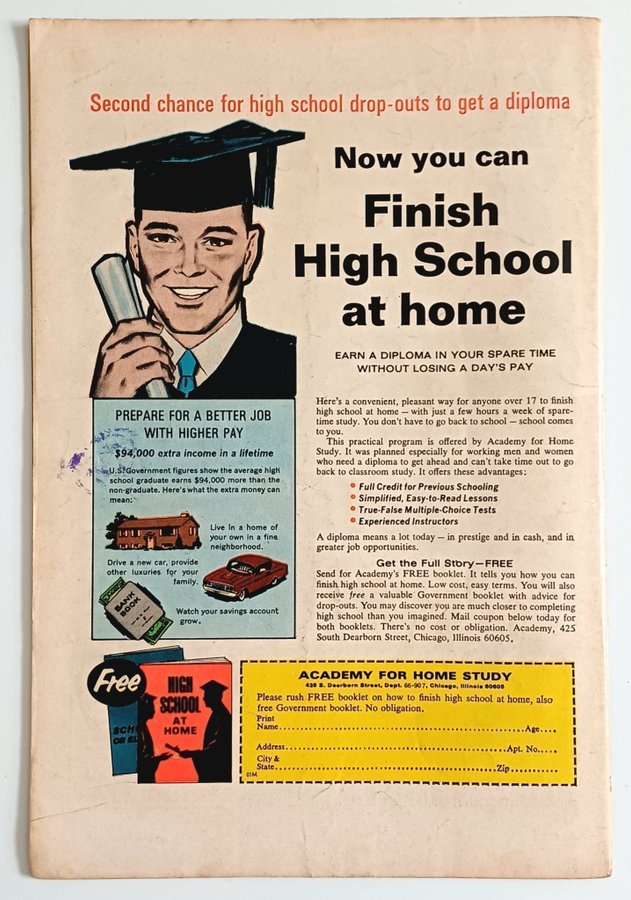 Second chance for high school drop-outs to get a diploma
Now you can
Finish
High School
at home
EARN A DIPLOMA IN YOUR SPARE TIME
WITHOUT LOSING A DAY'S PAY
PREPARE FOR A BETTER JOB
WITH HIGHER PAY
$94,000 extra income in a lifetime
U.S. Government figures show the average high
school graduate earns $94,000 more than the
non-graduate. Here's what the extra money can
mean:
Live in a home of
your own in a fine
neighborhood.
Drive a new car, provide
other luxuries for your
family.
BANK
BOOK
Watch your savings account
grow.
Here's a convenient, pleasant way for anyone over 17 to finish
high school at home — with just a few hours a week of spare-
time study. You don't have to go back to school — school comes
to you.
This practical program is offered by Academy for Home
Study. It was planned especially for working men and women
who need a diploma to get ahead and can't take time out to go
back to classroom study. It offers these advantages:
• Full Credit for Previous Schooling
• Simplified, Easy-to-Read Lessons
• True-False Multiple-Choice Tests
• Experienced Instructors
A diploma means a lot today — in prestige and in cash, and in
greater job opportunities.
Get the Full Story—FREE
Send for Academy's FREE booklet. It tells you how you can
finish high school at home. Low cost, easy terms. You will also
receive free a valuable Government booklet with advice for
drop-outs. You may discover you are much closer to completing
high school than you imagined. Mail coupon below today for
both booklets. There's no cost or obligation. Academy, 425
South Dearborn Street, Chicago, Illinois 60605.
Free
HIGH
SCHOOL
AT
HOME
SCH
OR EL
ACADEMY FOR HOME STUDY
425 S. Dearborn Street, Dept. 66-907, Chicago, Illinois 60605
Please rush FREE booklet on how to finish high school at home, also
free Government booklet. No obligation.
Print
Name Age
Address Apt. No.
City &
State Zip
01M